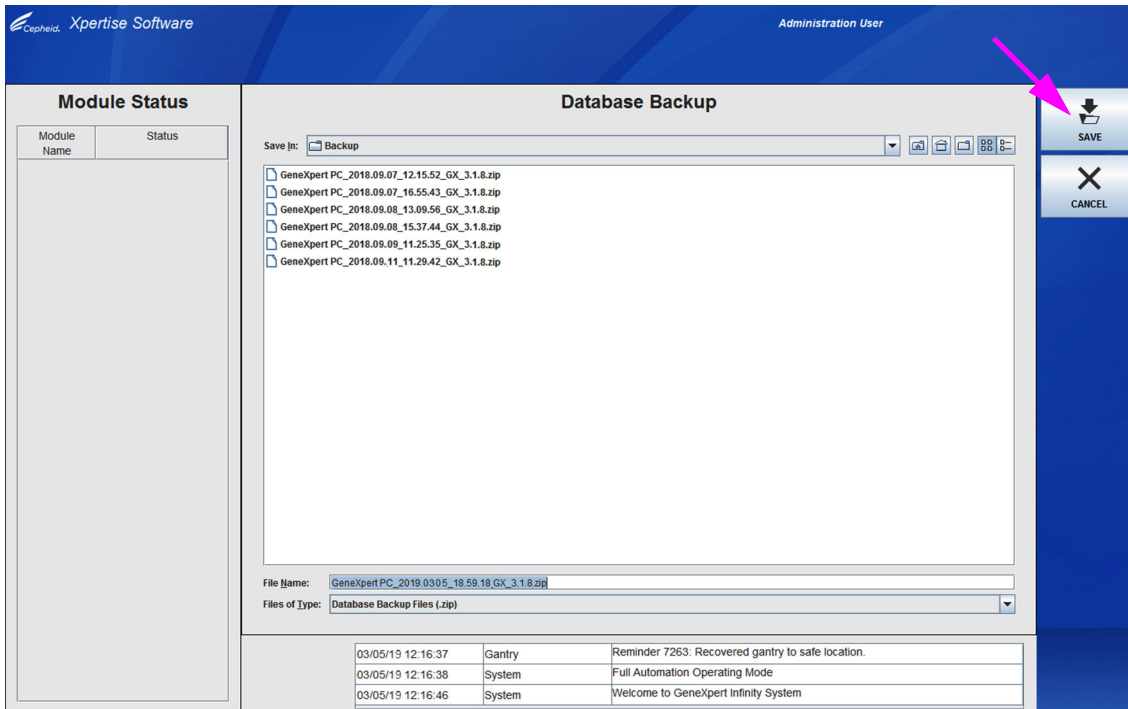 Cepheid. Xpertise Software
Administration User
Module Status
Module Name
Status
Database Backup
Save In:
Backup
GeneXpert PC_2018.09.07_12.15.52_GX_3.1.8.zip
GeneXpert PC_2018.09.07_16.55.43_GX_3.1.8.zip
GeneXpert PC_2018.09.08_13.09.56_GX_3.1.8.zip
GeneXpert PC_2018.09.08_15.37.44_GX_3.1.8.zip
GeneXpert PC_2018.09.09_11.25.35_GX_3.1.8.zip
GeneXpert PC_2018.09.11_11.29.42_GX_3.1.8.zip
File Name: GeneXpert PC_2019.0305_18.59.18_GX_3.1.8.zip
Files of Type: Database Backup Files (.zip)
03/05/19 12:16:37 Gantry Reminder 7263: Recovered gantry to safe location.
03/05/19 12:16:38 System Full Automation Operating Mode
03/05/19 12:16:46 System Welcome to GeneXpert Infinity System
SAVE
CANCEL